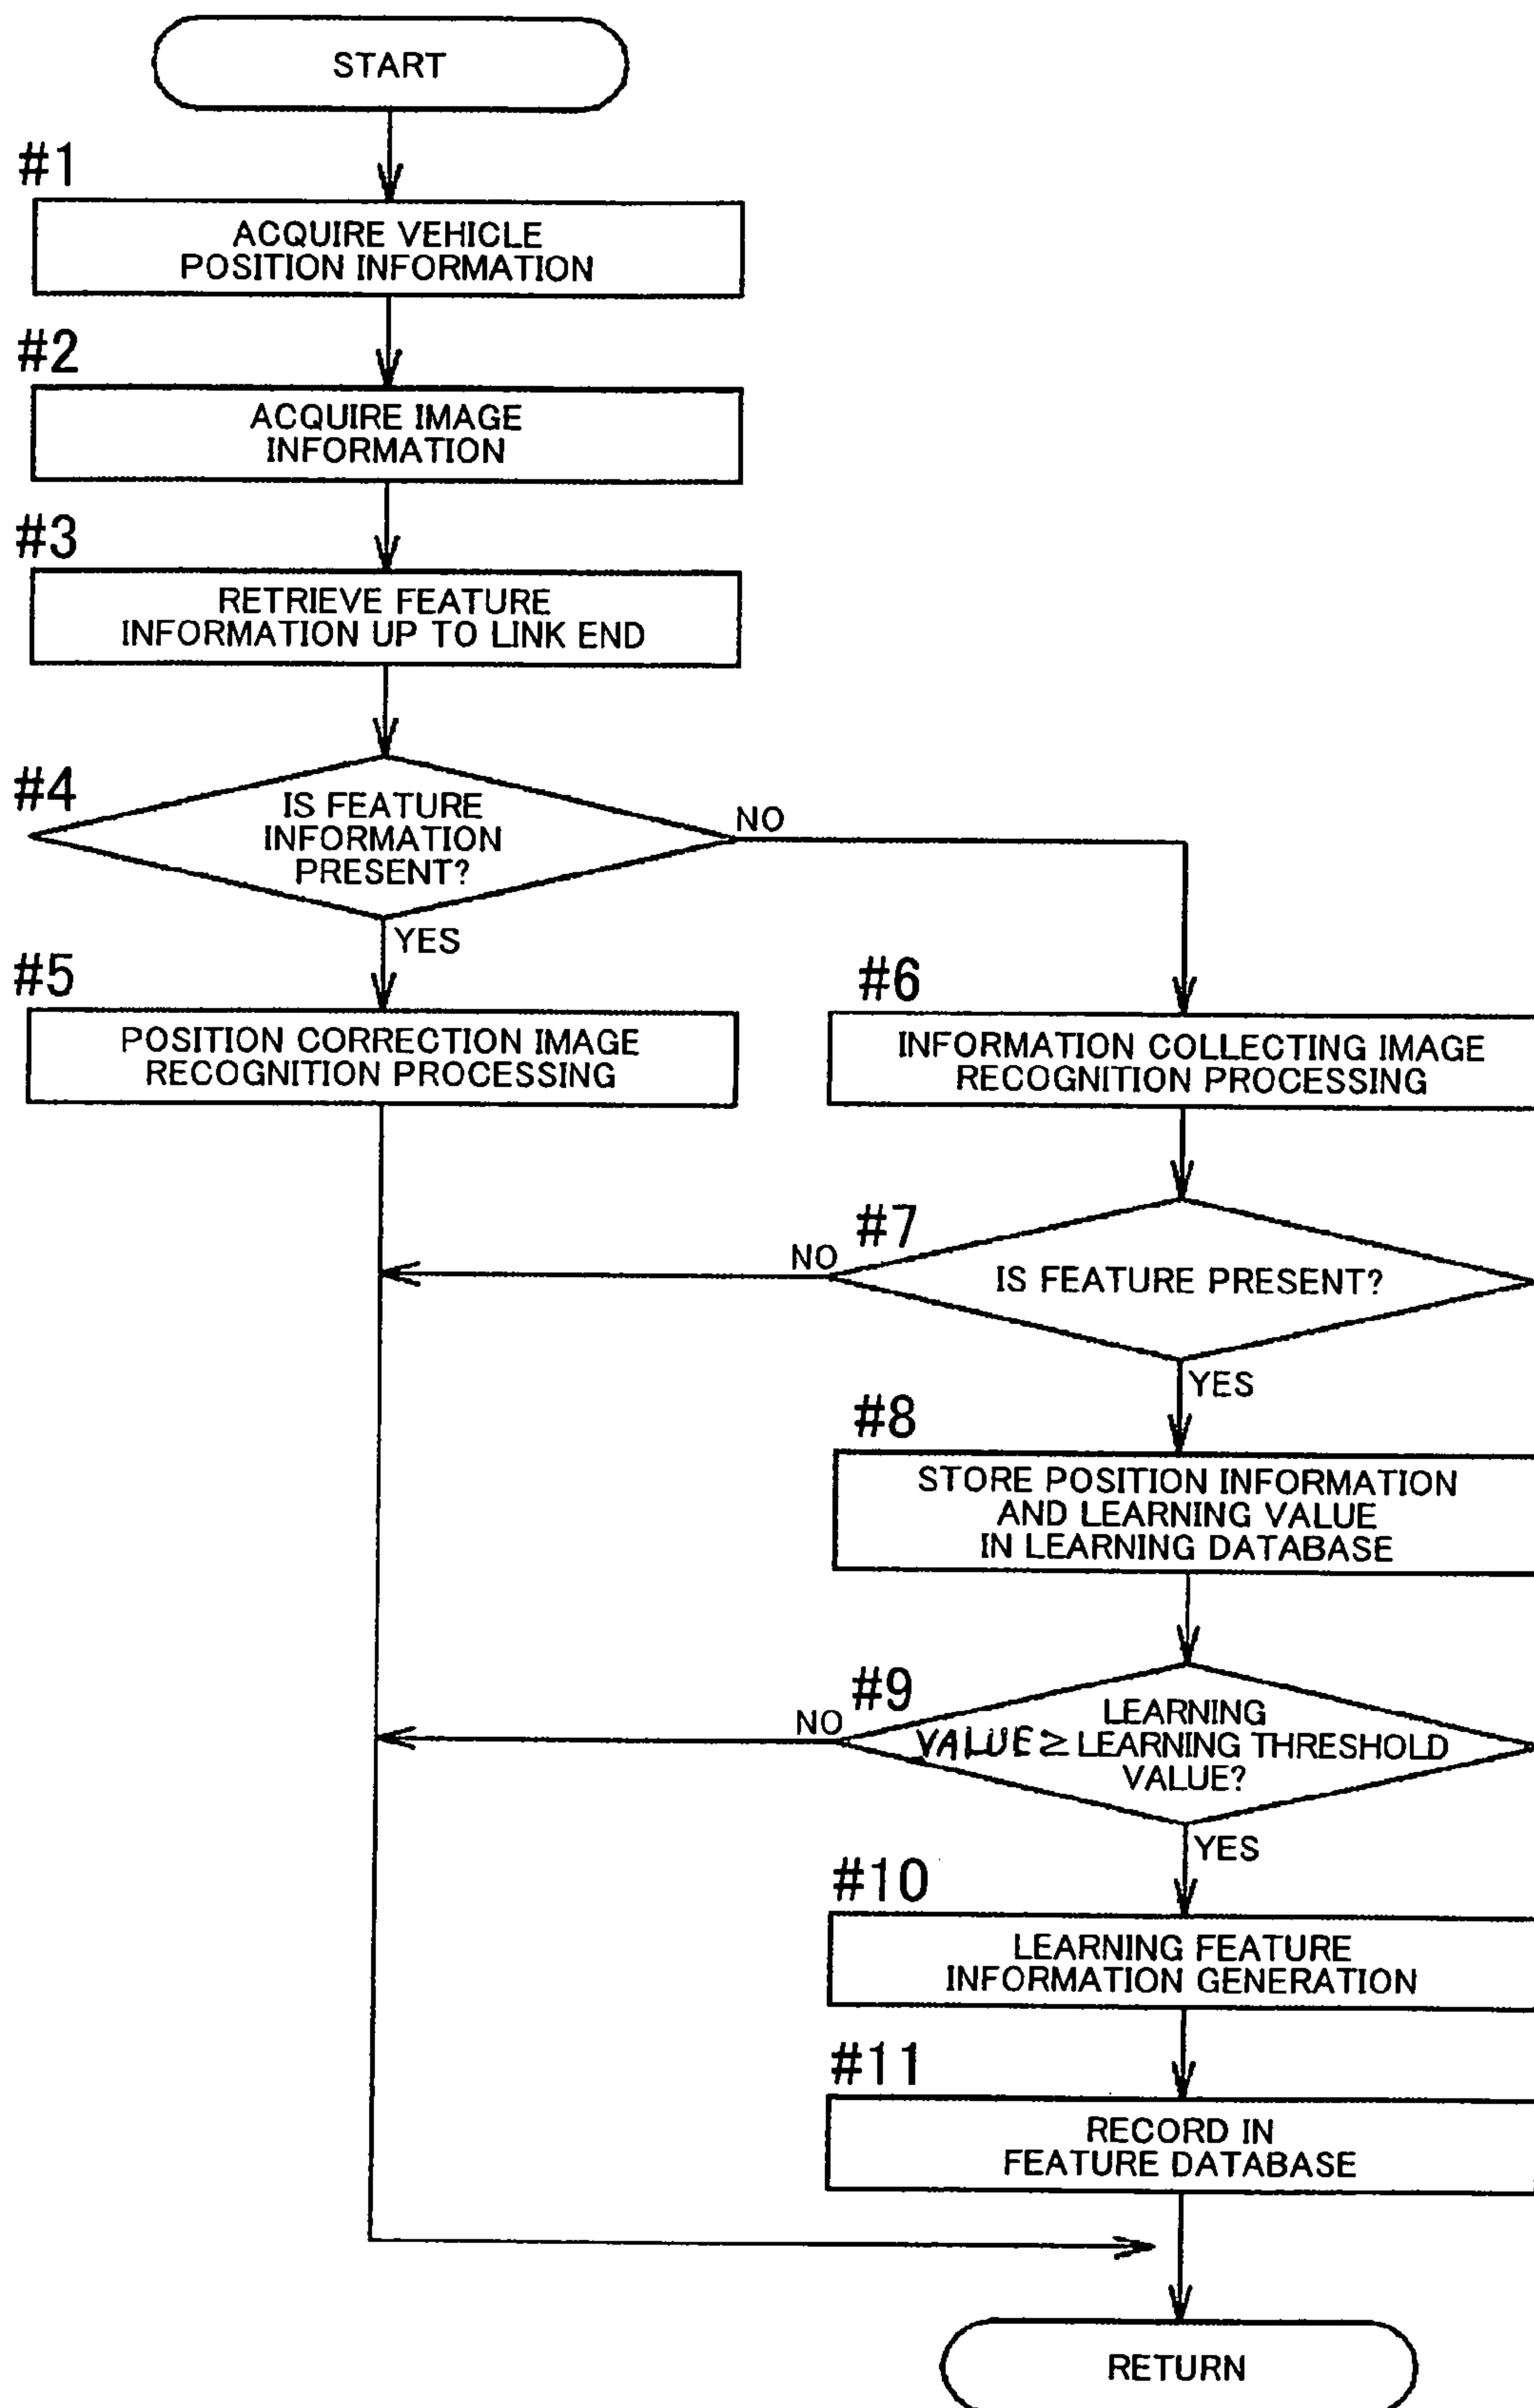 START
#1
ACQUIRE VEHICLE
POSITION INFORMATION
#2
ACQUIRE IMAGE
INFORMATION
#3
RETRIEVE FEATURE
INFORMATION UP TO LINK END
#4
IS FEATURE
INFORMATION
PRESENT?
NO
YES
#5
POSITION CORRECTION IMAGE
RECOGNITION PROCESSING
#6
INFORMATION COLLECTING IMAGE
RECOGNITION PROCESSING
#7
NO
IS FEATURE PRESENT?
YES
#8
STORE POSITION INFORMATION
AND LEARNING VALUE
IN LEARNING DATABASE
#9
NO
LEARNING
VALUE ≥ LEARNING THRESHOLD
VALUE?
YES
#10
LEARNING FEATURE
INFORMATION GENERATION
#11
RECORD IN
FEATURE DATABASE
RETURN